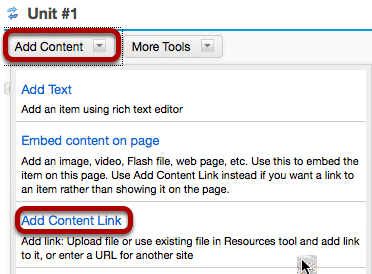 Unit #1
Add Content More Tools
Add Text
Add an item using rich text editor
Embed content on page
Add an image, video, Flash file, web page, etc. Use this to embed the
item on this page. Use Add Content Link instead if you want a link to
an item rather than showing it on the page.
Add Content Link
Add link: Upload file or use existing file in Resources tool and add link
to it, or enter a URL for another site